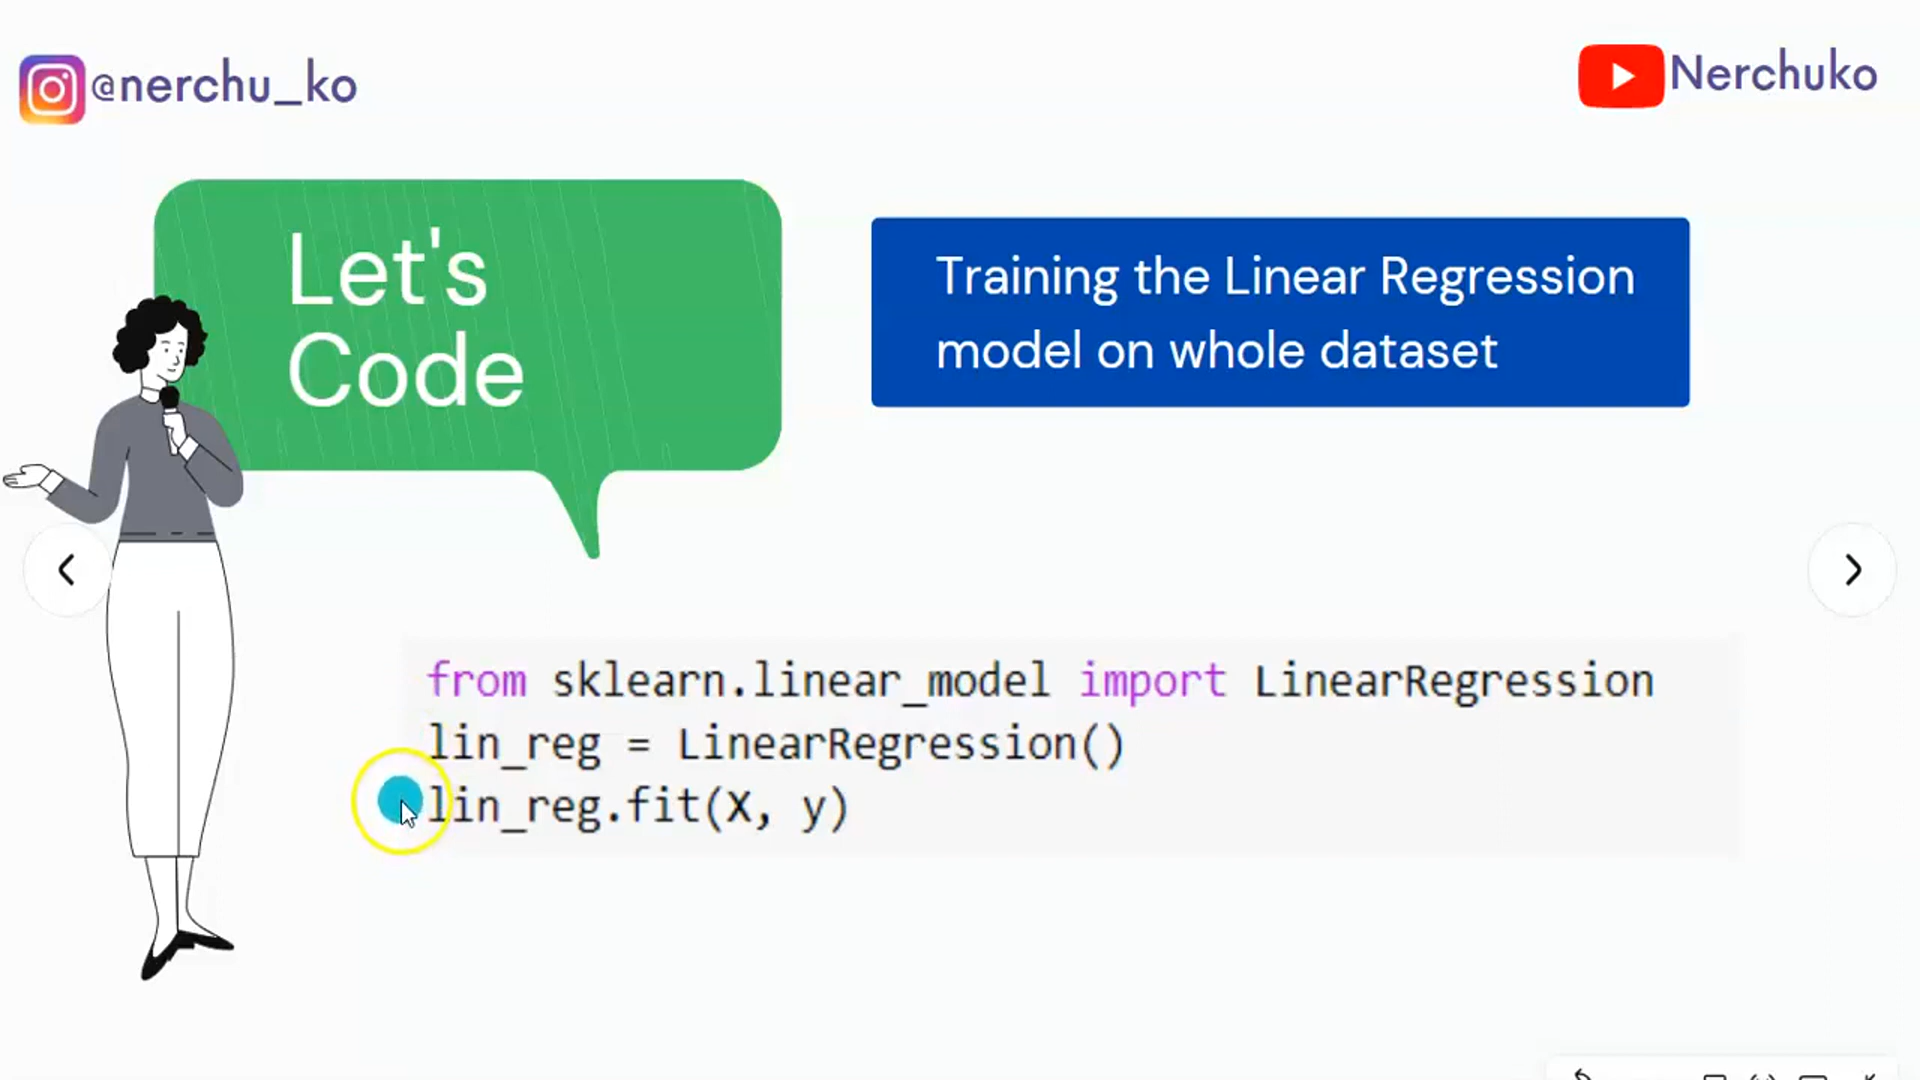 @nerchu_ko
Nerchuko
Let's
Code
Training the Linear Regression
model on whole dataset
from sklearn.linear_model import LinearRegression
lin_reg = LinearRegression()
lin_reg.fit(X, y)